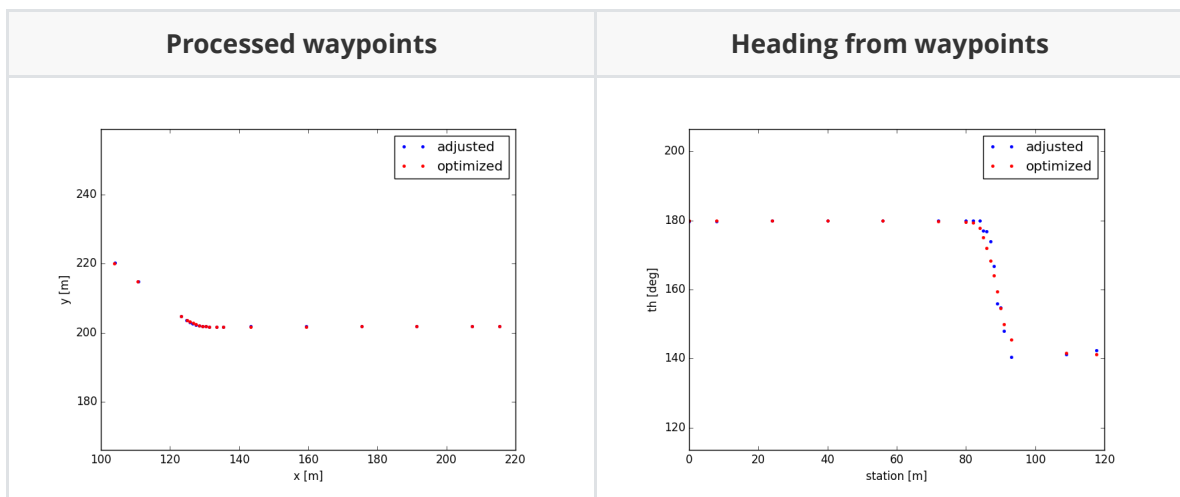 Processed waypoints
Heading from waypoints
adjusted
optimized
240
220
200
180
y [m]
100
120
140
160
180
200
220
x [m]
adjusted
optimized
200
180
160
140
120
th [deg]
0
20
40
60
80
100
120
station [m]